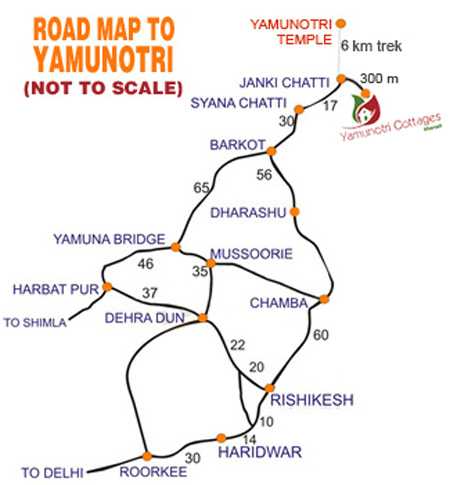 ROAD MAP TO
YAMUNOTRI
(NOT TO SCALE)
YAMUNOTRI
TEMPLE
6 km trek
JANKI CHATTI
300 m
SYANA CHATTI
17
30
Yamunotri Cottages
BARKOT
56
65
DHARASHU
YAMUNA BRIDGE
MUSSOORIE
46
35
HARBAT PUR
37
CHAMBA
TO SHIMLA
DEHRA DUN
60
22
20
RISHIKESH
10
14
HARIDWAR
30
TO DELHI
ROORKEE